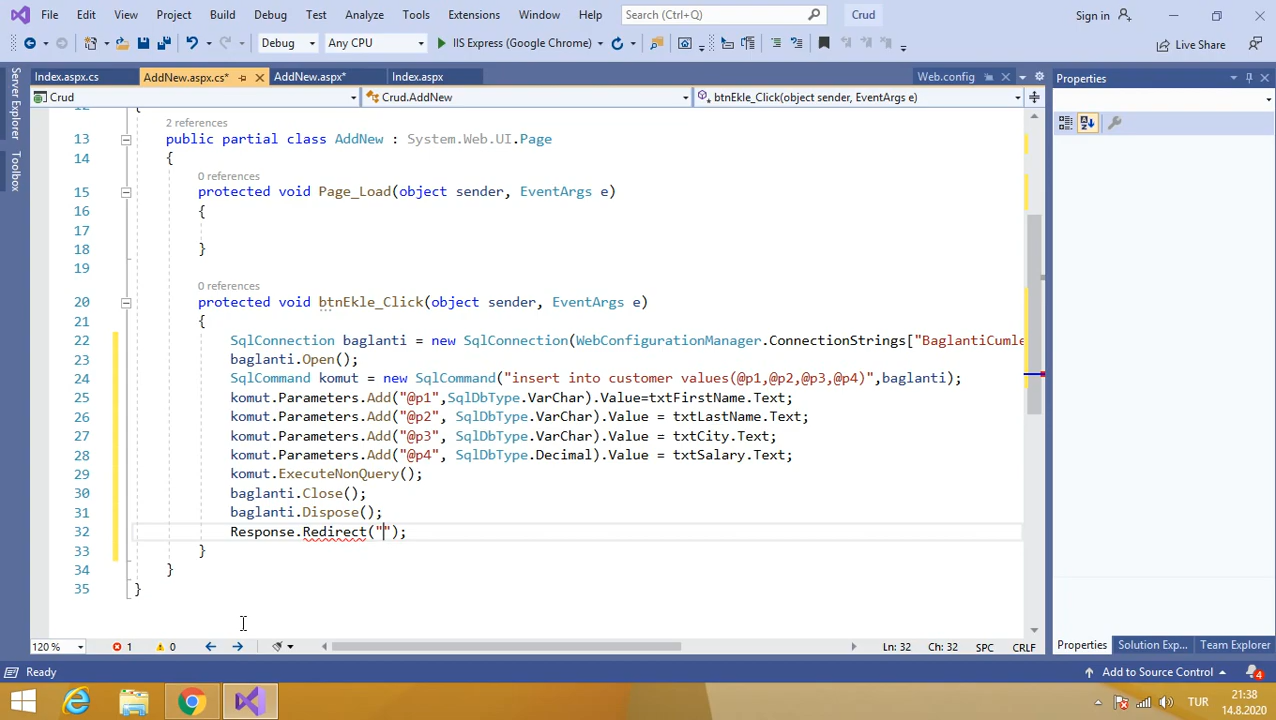 File Edit View Project Build Debug Test Analyze Tools Extensions Window Help Search (Ctrl+Q) Crud Sign in
Debug Any CPU IIS Express (Google Chrome) Live Share
Index.aspx.cs AddNew.aspx.cs* AddNew.aspx* Index.aspx Web.config Properties
Crud Crud.AddNew btnEkle_Click(object sender, EventArgs e)
Server Explorer
Toolbox
12 {
2 references
13 public partial class AddNew : System.Web.UI.Page
14 {
0 references
15 protected void Page_Load(object sender, EventArgs e)
16 {
17
18 }
19
0 references
20 protected void btnEkle_Click(object sender, EventArgs e)
21 {
22 SqlConnection baglanti = new SqlConnection(WebConfigurationManager.ConnectionStrings["BaglantiCumle
23 baglanti.Open();
24 SqlCommand komut = new SqlCommand("insert into customer values(@p1,@p2,@p3,@p4)",baglanti);
25 komut.Parameters.Add("@p1",SqlDbType.VarChar).Value=txtFirstName.Text;
26 komut.Parameters.Add("@p2", SqlDbType.VarChar).Value = txtLastName.Text;
27 komut.Parameters.Add("@p3", SqlDbType.VarChar).Value = txtCity.Text;
28 komut.Parameters.Add("@p4", SqlDbType.Decimal).Value = txtSalary.Text;
29 komut.ExecuteNonQuery();
30 baglanti.Close();
31 baglanti.Dispose();
32 Response.Redirect("");
33 }
34 }
35 }
120 % 1 0 Ln: 32 Ch: 32 SPC CRLF
Properties Solution Exp... Team Explorer
Ready Add to Source Control 4
TUR 21:38
14.8.2020